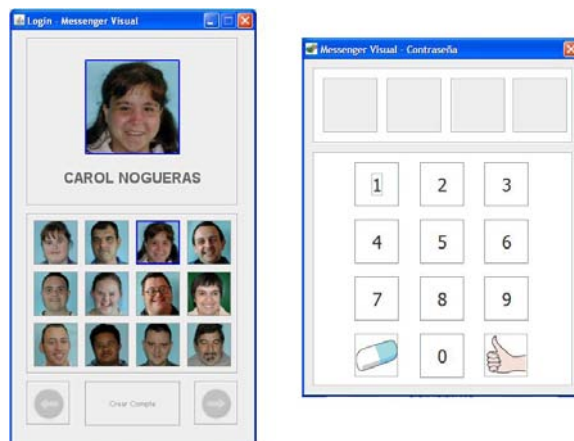 Login - Messenger Visual
CAROL NOGUERAS
Crear Compte
Messenger Visual - Contraseña
1 2 3
4 5 6
7 8 9
0